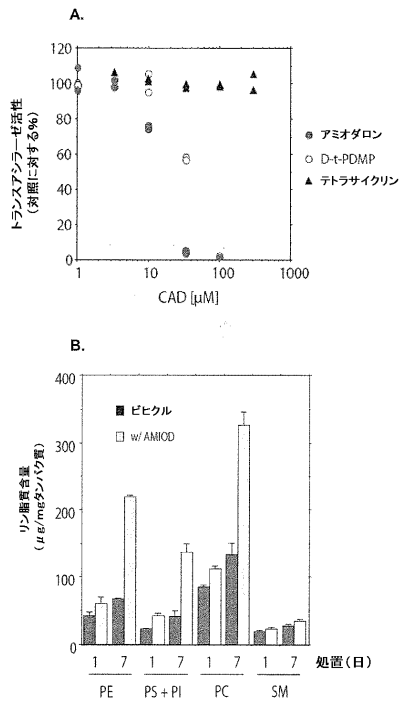 A.
トランスアシラーゼ活性
(対照に対する%)
120
100
80
60
40
20
0
1
10
100
1000
CAD [μM]
アミオダロン
D-t-PDMP
テトラサイクリン
B.
リン脂質含量
(μg/mgタンパク質)
400
300
200
100
0
ビヒクル
w/ AMIOD
1 7 1 7 1 7 1 7 処置(日)
PE PS + PI PC SM